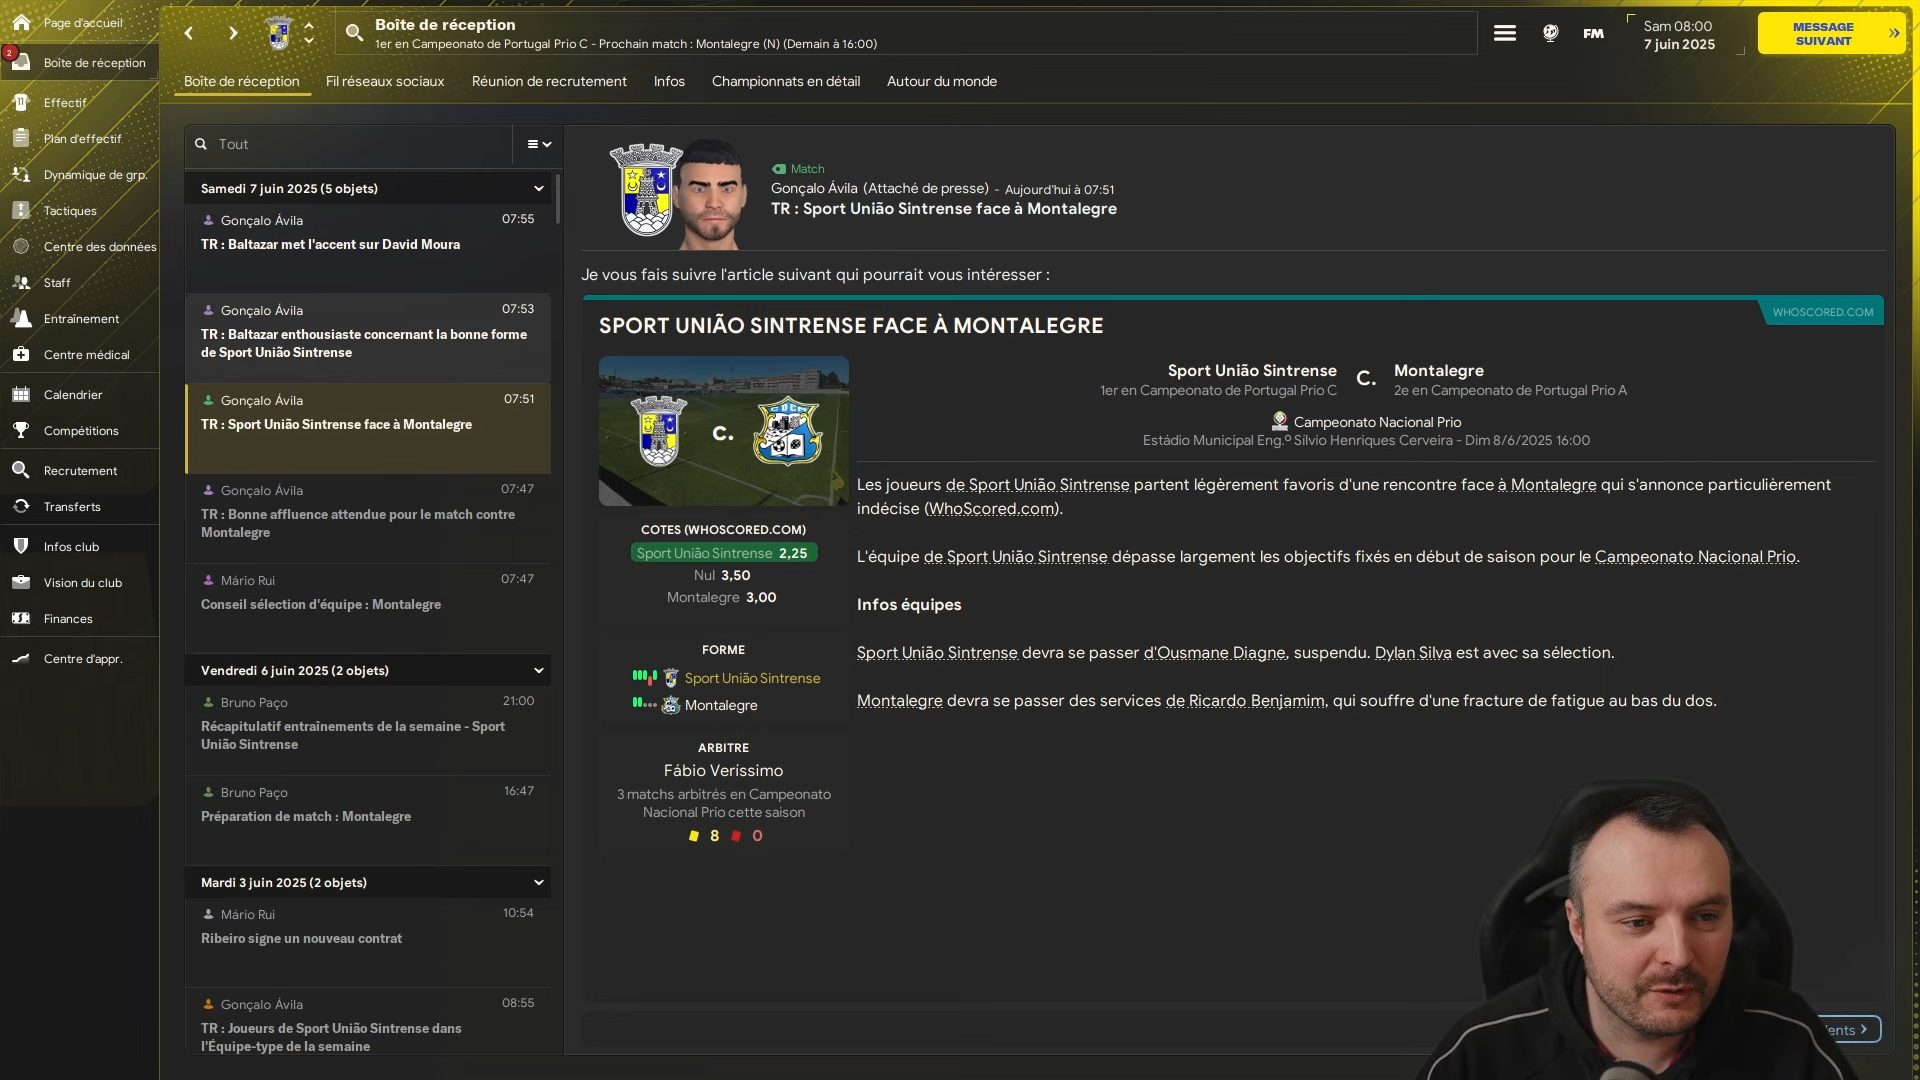 Page d'accueil
2
Boîte de réception
Effectif
Plan d'effectif
Dynamique de grp.
Tactiques
Centre des données
Staff
Entraînement
Centre médical
Calendrier
Compétitions
Recrutement
Transferts
Infos club
Vision du club
Finances
Centre d'appr.
Boîte de réception
1er en Campeonato de Portugal Prio C - Prochain match : Montalegre (N) (Demain à 16:00)
FM
Sam 08:00
7 juin 2025
MESSAGE
SUIVANT
Boîte de réception
Fil réseaux sociaux
Réunion de recrutement
Infos
Championnats en détail
Autour du monde
Tout
Samedi 7 juin 2025 (5 objets)
Gonçalo Ávila 07:55
TR : Baltazar met l'accent sur David Moura
Gonçalo Ávila 07:53
TR : Baltazar enthousiaste concernant la bonne forme
de Sport União Sintrense
Gonçalo Ávila 07:51
TR : Sport União Sintrense face à Montalegre
Gonçalo Ávila 07:47
TR : Bonne affluence attendue pour le match contre
Montalegre
Mário Rui 07:47
Conseil sélection d'équipe : Montalegre
Vendredi 6 juin 2025 (2 objets)
Bruno Paço 21:00
Récapitulatif entraînements de la semaine - Sport
União Sintrense
Bruno Paço 16:47
Préparation de match : Montalegre
Mardi 3 juin 2025 (2 objets)
Mário Rui 10:54
Ribeiro signe un nouveau contrat
Gonçalo Ávila 08:55
TR : Joueurs de Sport União Sintrense dans
l'Équipe-type de la semaine
Match
Gonçalo Ávila (Attaché de presse) - Aujourd'hui à 07:51
TR : Sport União Sintrense face à Montalegre
Je vous fais suivre l'article suivant qui pourrait vous intéresser :
WHOSCORED.COM
SPORT UNIÃO SINTRENSE FACE À MONTALEGRE
C.
CDCM
Sport União Sintrense C. Montalegre
1er en Campeonato de Portugal Prio C 2e en Campeonato de Portugal Prio A
Campeonato Nacional Prio
Estádio Municipal Eng.º Sílvio Henriques Cerveira - Dim 8/6/2025 16:00
COTES (WHOSCORED.COM)
Sport União Sintrense 2,25
Nul 3,50
Montalegre 3,00
FORME
Sport União Sintrense
Montalegre
ARBITRE
Fábio Veríssimo
3 matchs arbitrés en Campeonato
Nacional Prio cette saison
8 0
Les joueurs de Sport União Sintrense partent légèrement favoris d'une rencontre face à Montalegre qui s'annonce particulièrement
indécise (WhoScored.com).
L'équipe de Sport União Sintrense dépasse largement les objectifs fixés en début de saison pour le Campeonato Nacional Prio.
Infos équipes
Sport União Sintrense devra se passer d'Ousmane Diagne, suspendu. Dylan Silva est avec sa sélection.
Montalegre devra se passer des services de Ricardo Benjamim, qui souffre d'une fracture de fatigue au bas du dos.